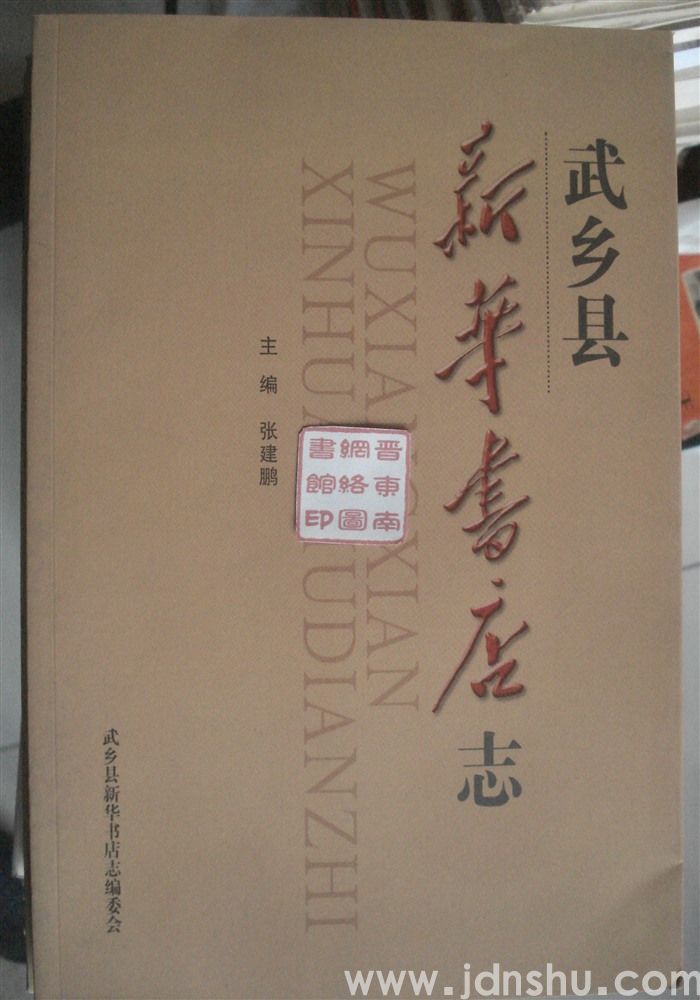 武乡县
新华书店志
WUXIANGXIAN
XINHUASHUDIANZHI
主编 张建鹏
晋東南
網絡圖
書館印
武乡县新华书店志编委会
www.jdnshu.com